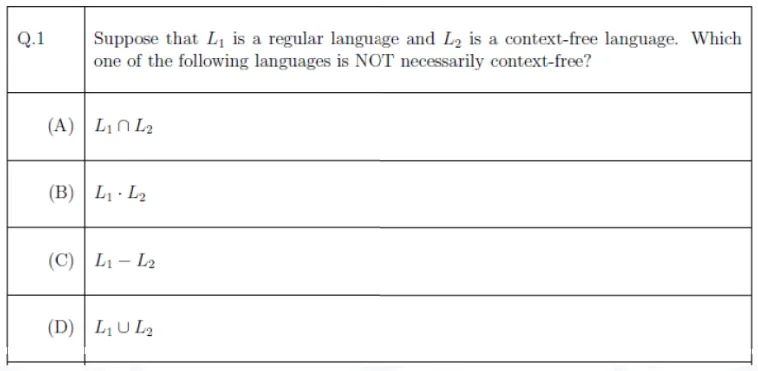 Q.1 Suppose that L₁ is a regular language and L₂ is a context-free language. Which
one of the following languages is NOT necessarily context-free?
(A) L₁ ∩ L₂
(B) L₁ · L₂
(C) L₁ − L₂
(D) L₁ ∪ L₂